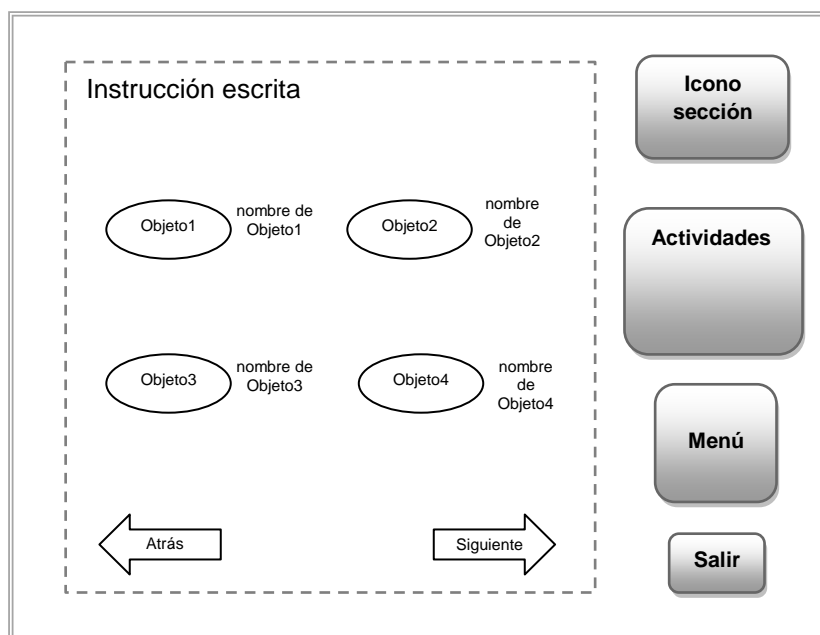 Instrucción escrita
Objeto1
nombre de
Objeto1
Objeto2
nombre
de
Objeto2
Objeto3
nombre de
Objeto3
Objeto4
nombre
de
Objeto4
Atrás
Siguiente
Icono
sección
Actividades
Menú
Salir